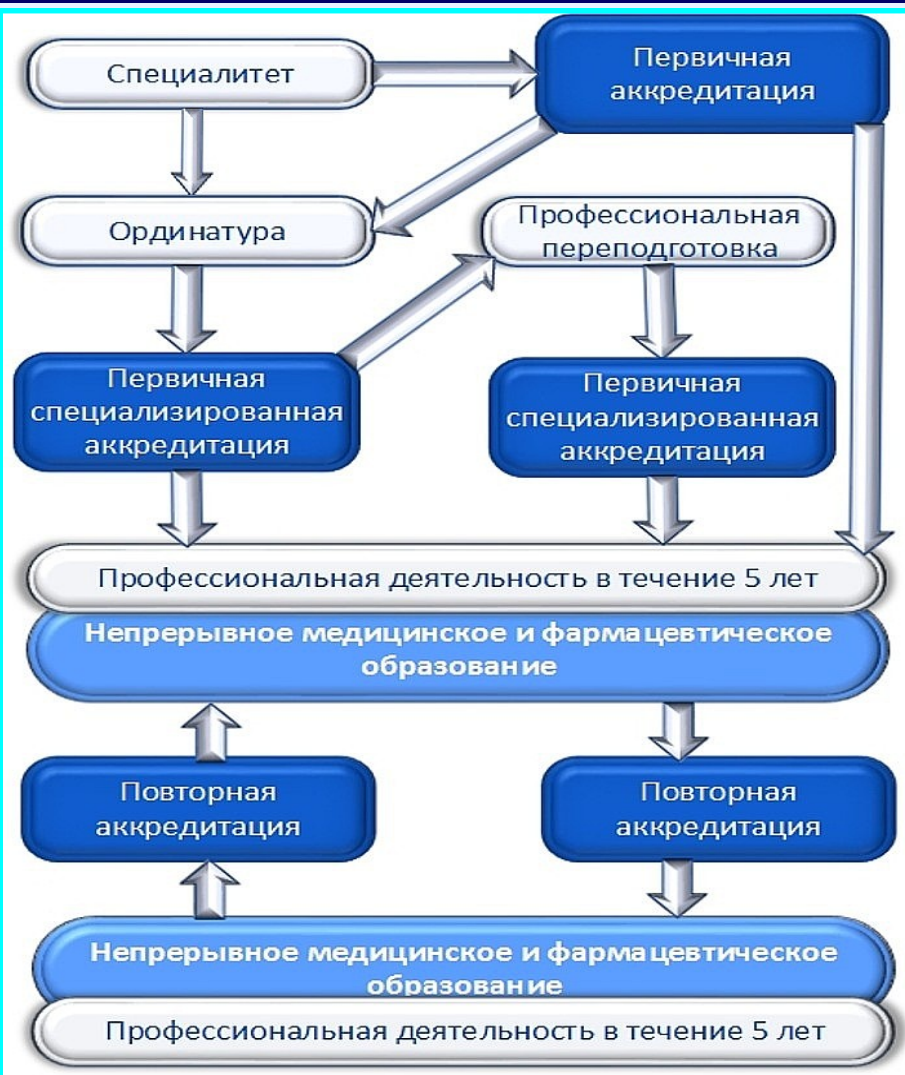 Специалитет
Первичная
аккредитация
Ординатура
Профессиональная
переподготовка
Первичная
специализированная
аккредитация
Первичная
специализированная
аккредитация
Профессиональная деятельность в течение 5 лет
Непрерывное медицинское и фармацевтическое
образование
Повторная
аккредитация
Повторная
аккредитация
Непрерывное медицинское и фармацевтическое
образование
Профессиональная деятельность в течение 5 лет